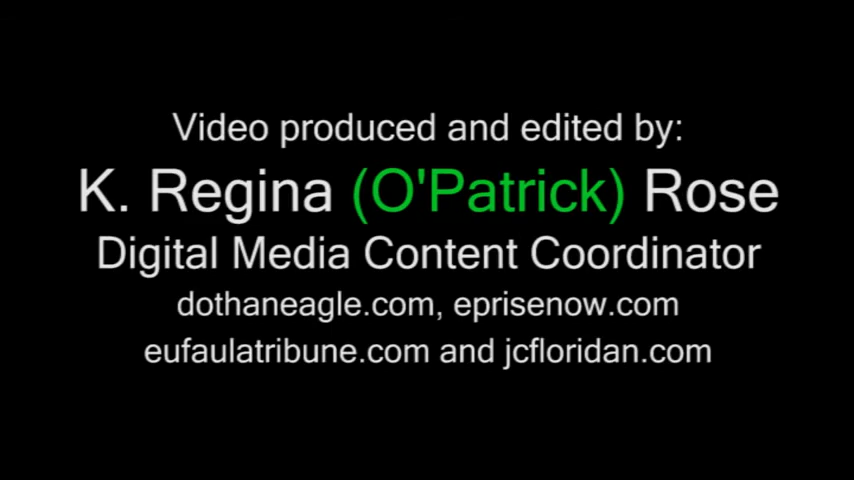 Video produced and edited by:
K. Regina (O'Patrick) Rose
Digital Media Content Coordinator
dothaneagle.com, eprisenow.com
eufaulatribune.com and jcfloridan.com